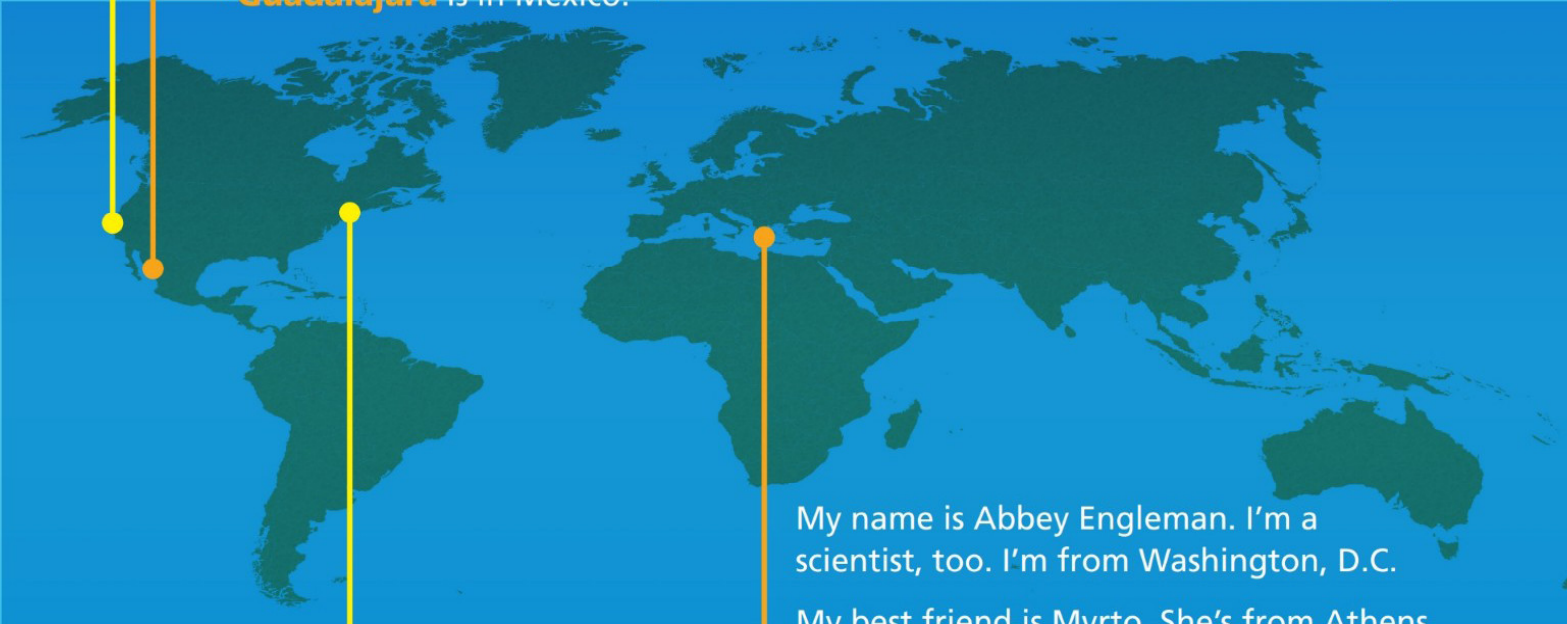 Guadalajara is in Mexico.
My name is Abbey Engleman. I'm a
scientist, too. I'm from Washington, D.C.
My best friend is Myrto. She's from Athens